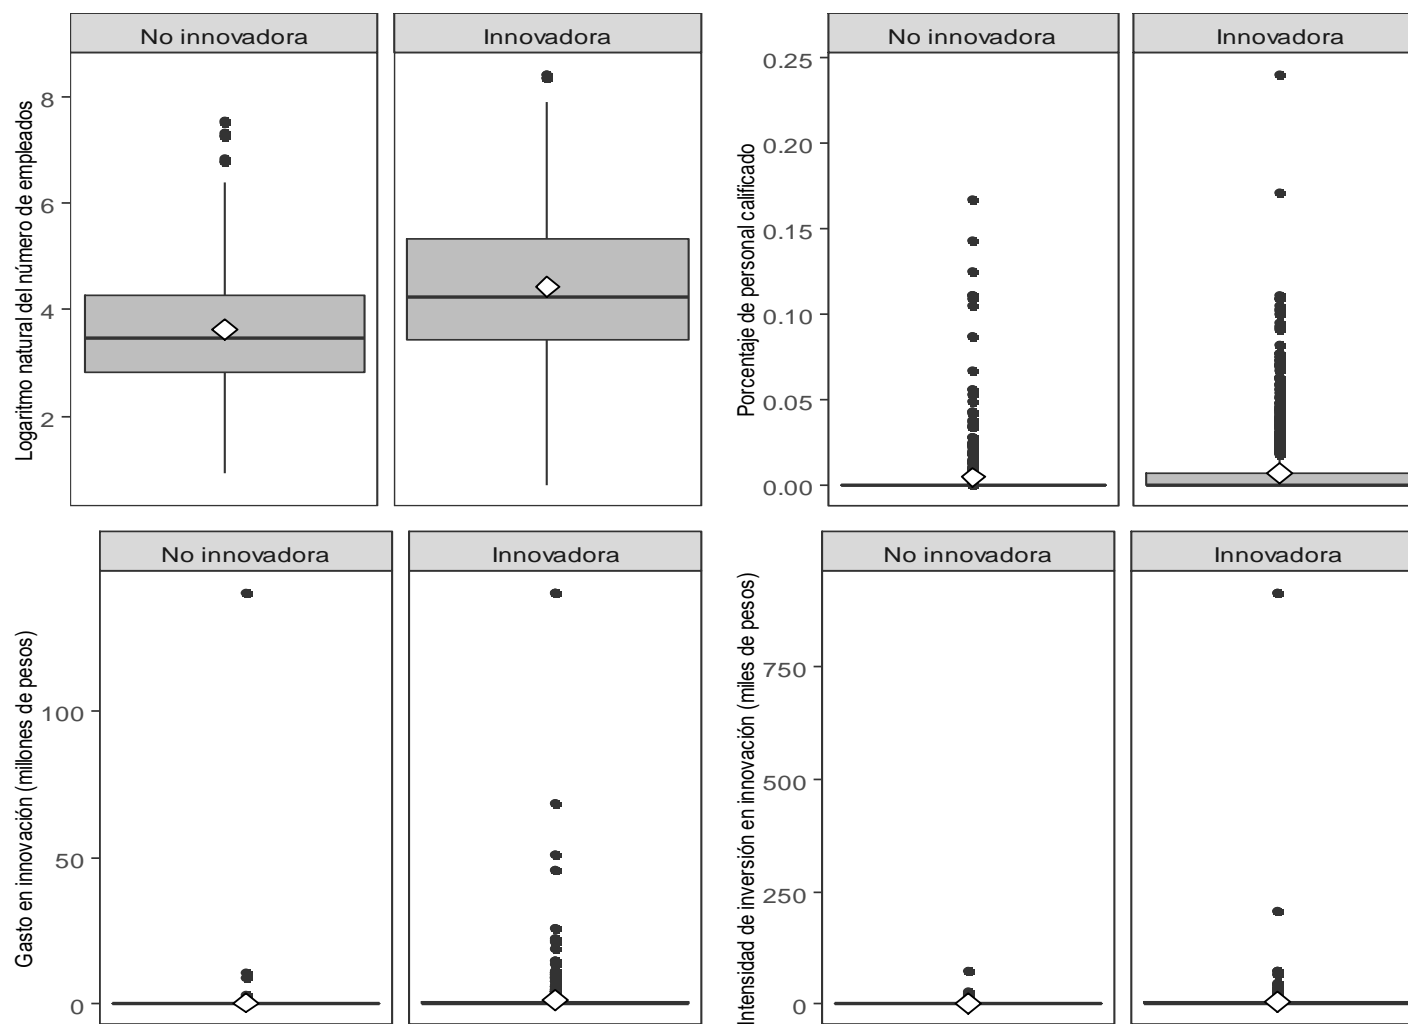 No innovadora
Innovadora
Logaritmo natural del número de empleados
8
6
4
2
No innovadora
Innovadora
Porcentaje de personal calificado
0.25
0.20
0.15
0.10
0.05
0.00
No innovadora
Innovadora
Gasto en innovación (millones de pesos)
100
50
0
No innovadora
Innovadora
Intensidad de inversión en innovación (miles de pesos)
750
500
250
0